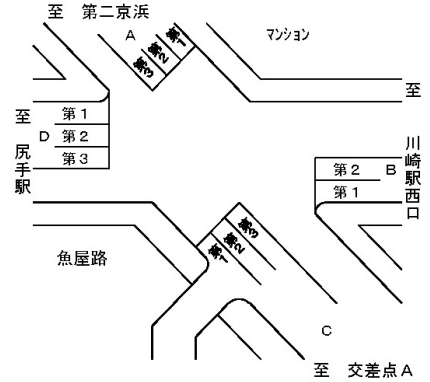 至 第二京浜
A
マンション
第1
第2
第3
至 川崎駅西口
至 尻手駅
D
第1
第2
第3
第2
第1
B
魚屋路
第1
第2
第3
C
至 交差点A